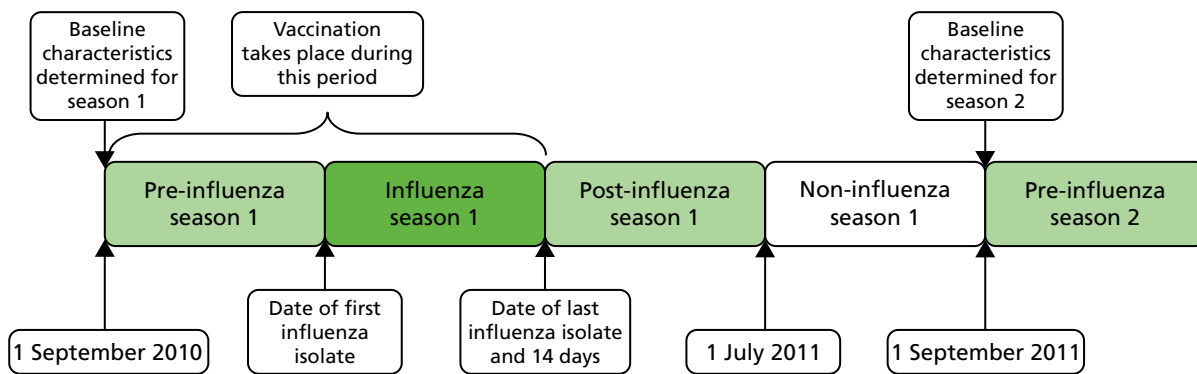 Baseline
characteristics
determined for
season 1
Vaccination
takes place during
this period
Baseline
characteristics
determined for
season 2
Pre-influenza
season 1
Influenza
season 1
Post-influenza
season 1
Non-influenza
season 1
Pre-influenza
season 2
1 September 2010
Date of first
influenza
isolate
Date of last
influenza isolate
and 14 days
1 July 2011
1 September 2011